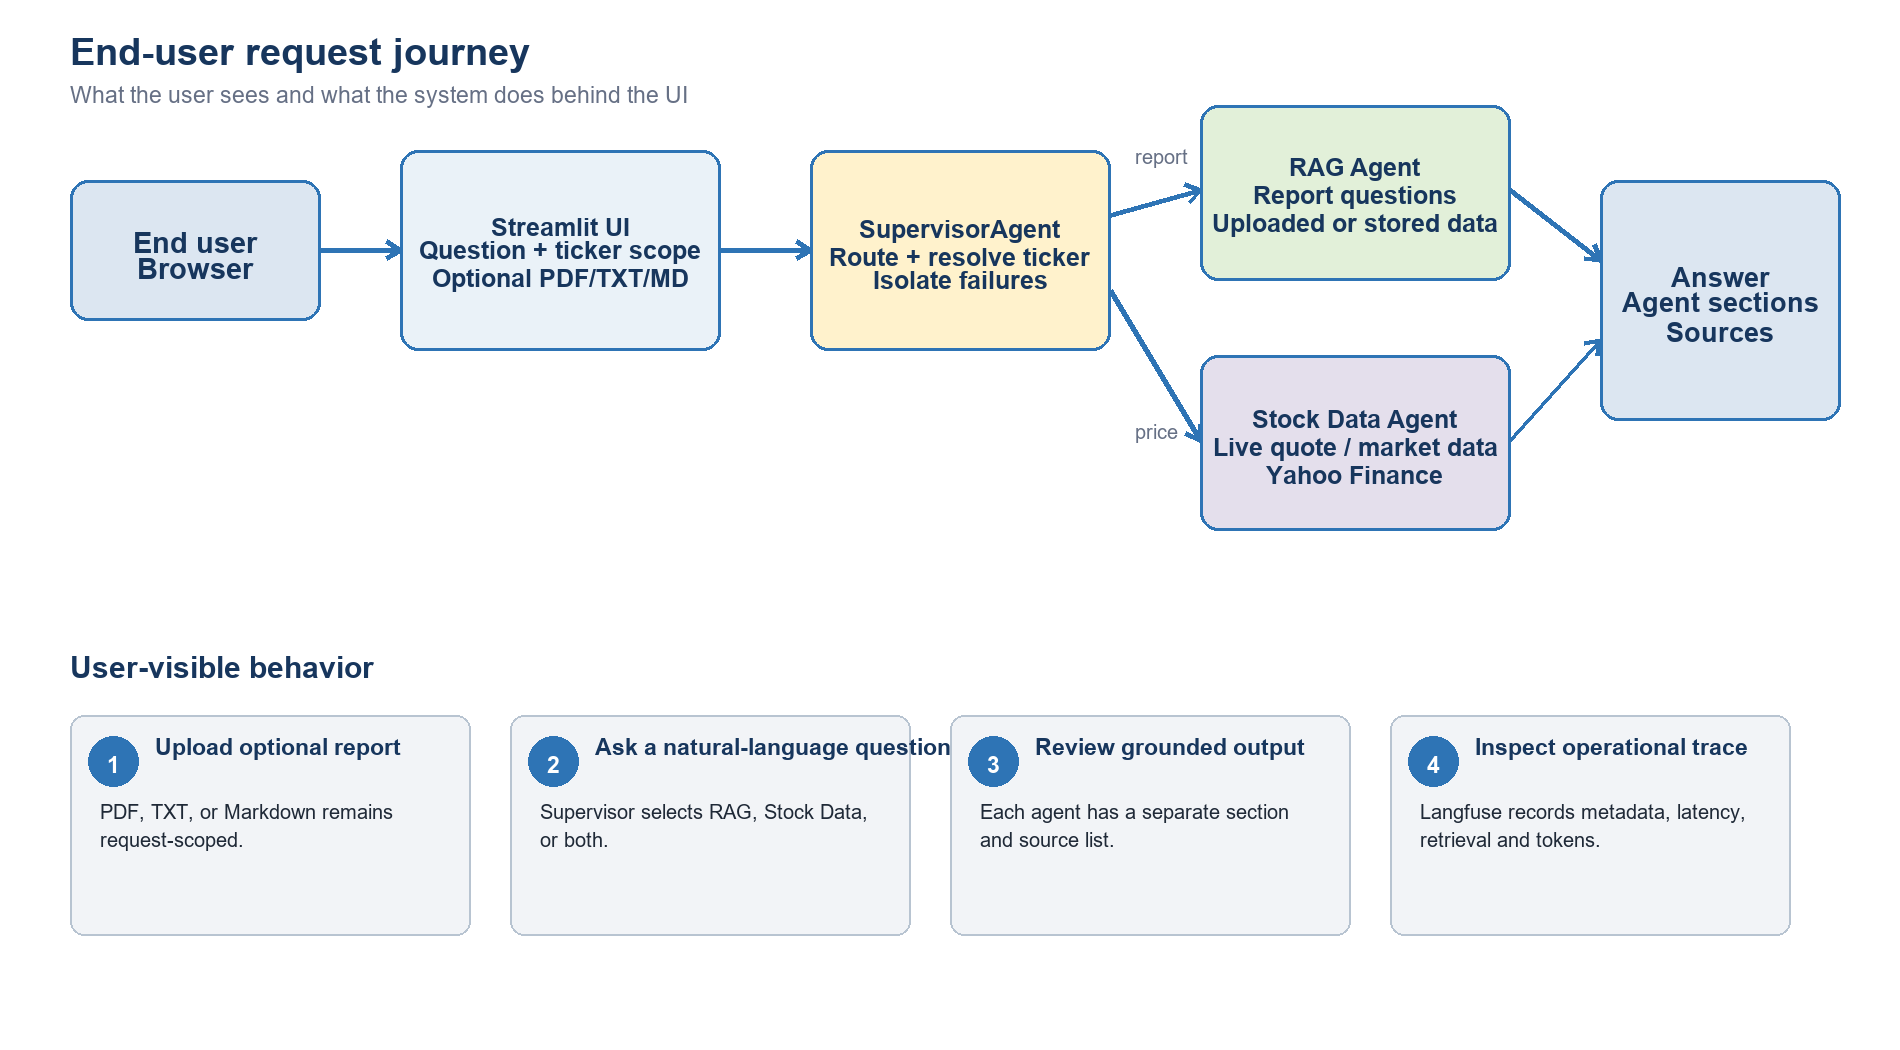 End-user request journey
What the user sees and what the system does behind the UI
End user
Browser
Streamlit UI
Question + ticker scope
Optional PDF/TXT/MD
SupervisorAgent
Route + resolve ticker
Isolate failures
report
price
RAG Agent
Report questions
Uploaded or stored data
Stock Data Agent
Live quote / market data
Yahoo Finance
Answer
Agent sections
Sources
User-visible behavior
1
Upload optional report
PDF, TXT, or Markdown remains
request-scoped.
2
Ask a natural-language question
Supervisor selects RAG, Stock Data,
or both.
3
Review grounded output
Each agent has a separate section
and source list.
4
Inspect operational trace
Langfuse records metadata, latency,
retrieval and tokens.